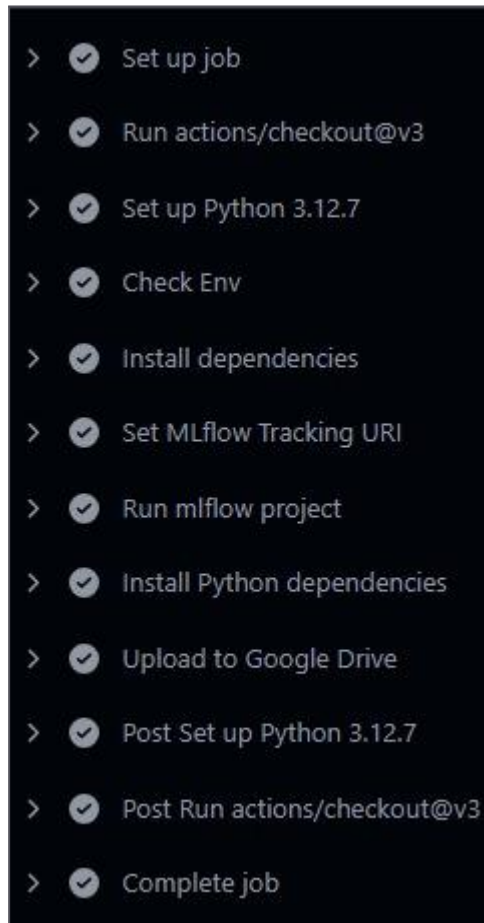 Set up job
Run actions/checkout@v3
Set up Python 3.12.7
Check Env
Install dependencies
Set MLflow Tracking URI
Run mlflow project
Install Python dependencies
Upload to Google Drive
Post Set up Python 3.12.7
Post Run actions/checkout@v3
Complete job